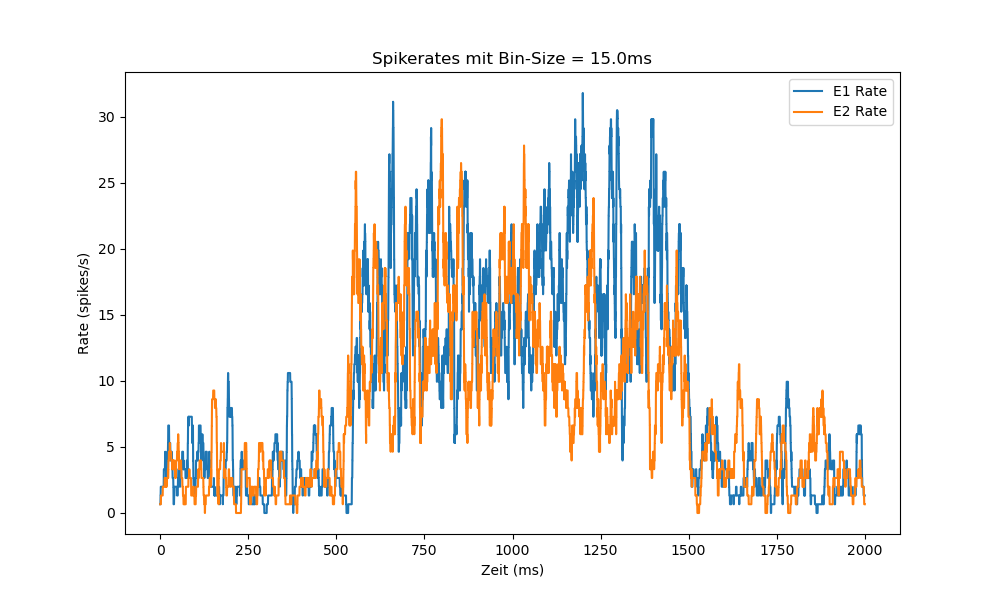 Spikerates mit Bin-Size = 15.0ms
E1 Rate
E2 Rate
Rate (spikes/s)
30
25
20
15
10
5
0
0 250 500 750 1000 1250 1500 1750 2000
Zeit (ms)